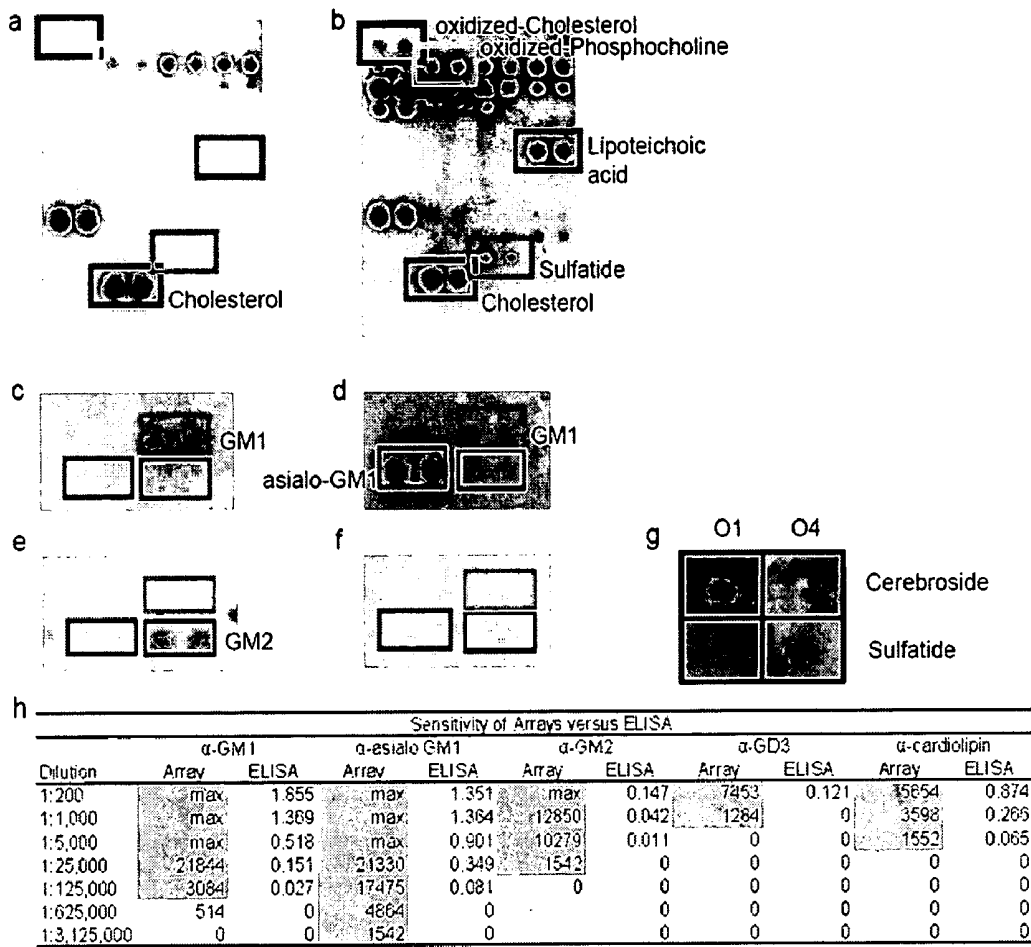 a
b
oxidized-Cholesterol
oxidized-Phosphocholine
Lipoteichoic
acid
Sulfatide
Cholesterol
Cholesterol
c
GM1
d
GM1
asialo-GM1
e
GM2
f
g
O1 O4
Cerebroside
Sulfatide
h
Sensitivity of Arrays versus ELISA
α-GM1 α-asialo GM1 α-GM2 α-GD3 α-cardiolipin
Dilution Array ELISA Array ELISA Array ELISA Array ELISA Array ELISA
1:200 max 1.655 max 1.351 max 0.147 7453 0.121 35654 0.874
1:1,000 max 1.369 max 1.364 12850 0.042 1284 0 3598 0.266
1:5,000 max 0.518 max 0.901 10279 0.011 0 0 1552 0.065
1:25,000 21844 0.151 21330 0.349 1542 0 0 0 0 0
1:125,000 3084 0.027 17475 0.081 0 0 0 0 0 0
1:625,000 514 0 4864 0 0 0 0 0 0
1:3,125,000 0 0 1542 0 0 0 0 0 0